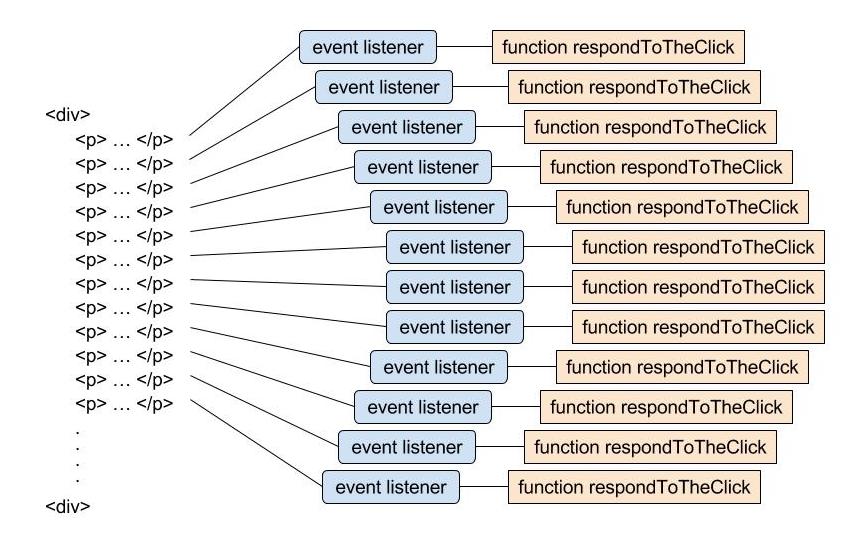 event listener function respondToTheClick
event listener function respondToTheClick
<div>
event listener function respondToTheClick
<p> ... </p>
<p> ... </p>
event listener function respondToTheClick
<p> ... </p>
event listener function respondToTheClick
<p> ... </p>
<p> ... </p>
event listener function respondToTheClick
<p> ... </p>
<p> ... </p>
event listener function respondToTheClick
<p> ... </p>
event listener function respondToTheClick
<p> ... </p>
<p> ... </p>
event listener function respondToTheClick
<p> ... </p>
<p> ... </p>
event listener function respondToTheClick
.
.
event listener function respondToTheClick
.
.
event listener function respondToTheClick
<div>